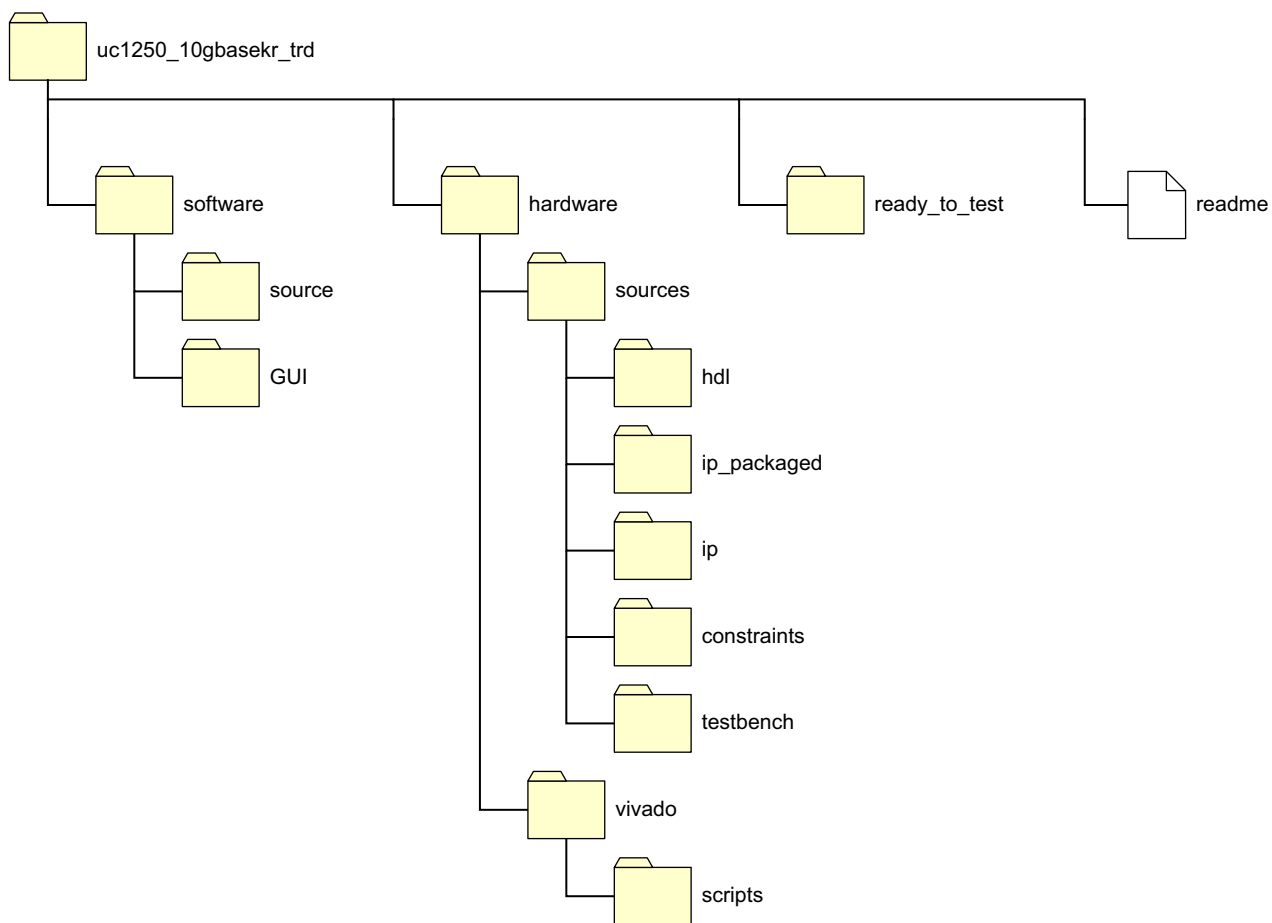 uc1250_10gbasekr_trd
software
hardware
ready_to_test
readme
source
sources
GUI
hdl
ip_packaged
ip
constraints
testbench
vivado
scripts